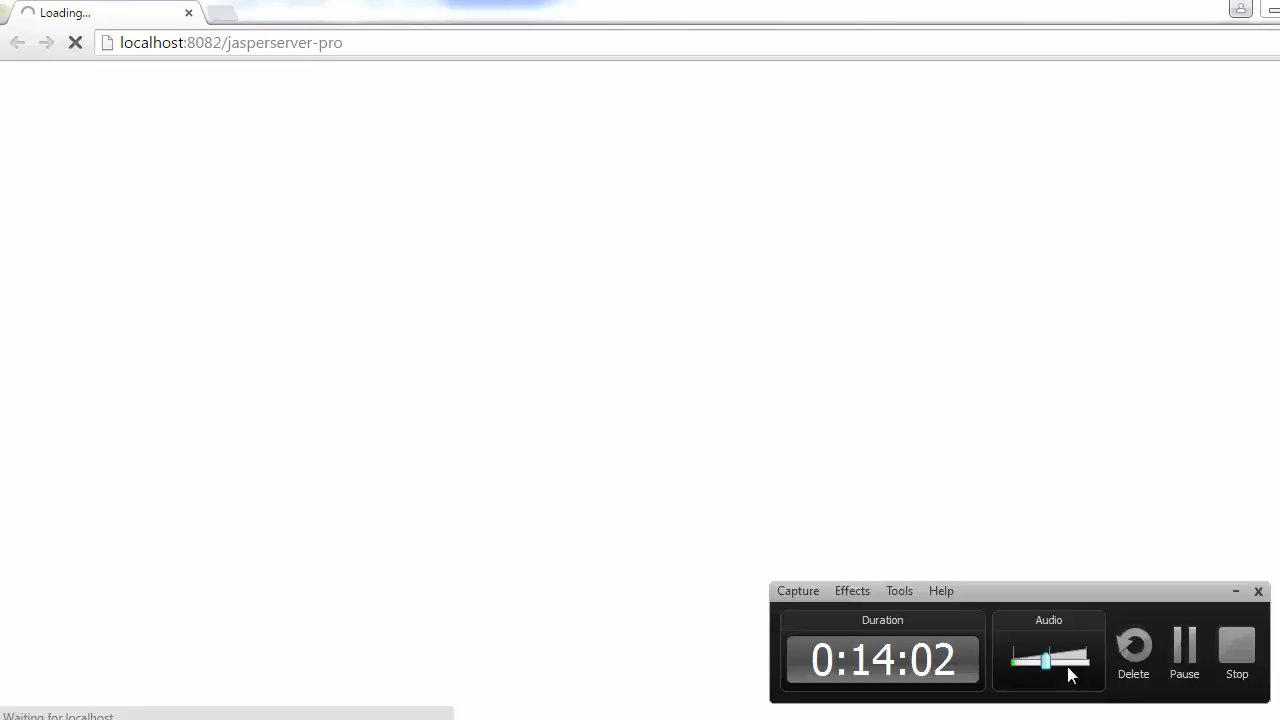 Loading...
localhost:8082/jasperserver-pro
Capture Effects Tools Help
Duration Audio
0:14:02
Delete Pause Stop
Waiting for localhost